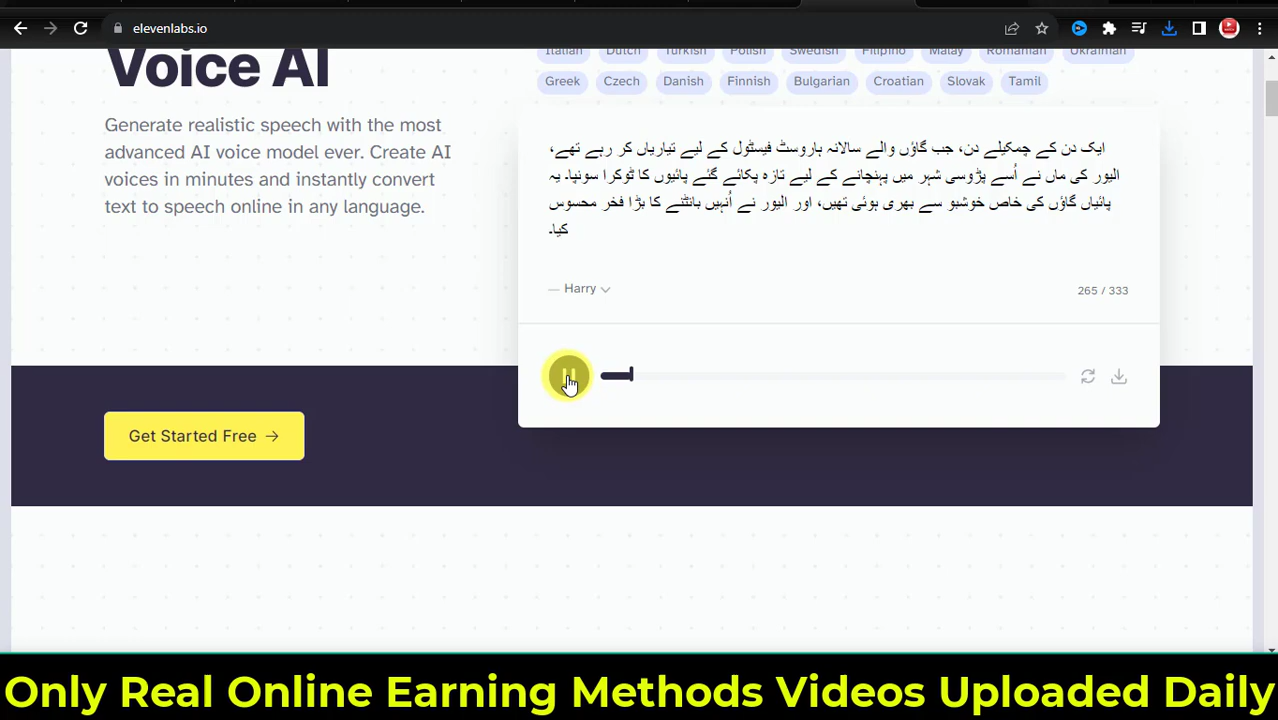 elevenlabs.io
Voice AI
Generate realistic speech with the most
advanced AI voice model ever. Create AI
voices in minutes and instantly convert
text to speech online in any language.
Get Started Free →
Italian Dutch Turkish Polish Swedish Filipino Malay Romanian Ukrainian
Greek Czech Danish Finnish Bulgarian Croatian Slovak Tamil
ایک دن کے چمکیلے دن، جب گاؤں والے سالانہ ہاروسٹ فیسٹول کے لیے تیاریاں کر رہے تھے،
الیور کی ماں نے اُسے پڑوسی شہر میں پہنچانے کے لیے تازہ پکائے گئے پائیوں کا ٹوکرا سونپا۔ یہ
پائیاں گاؤں کی خاص خوشبو سے بھری ہوئی تھیں، اور الیور نے اُنہیں بانٹنے کا بڑا فخر محسوس
کیا۔
— Harry
265 / 333
Only Real Online Earning Methods Videos Uploaded Daily